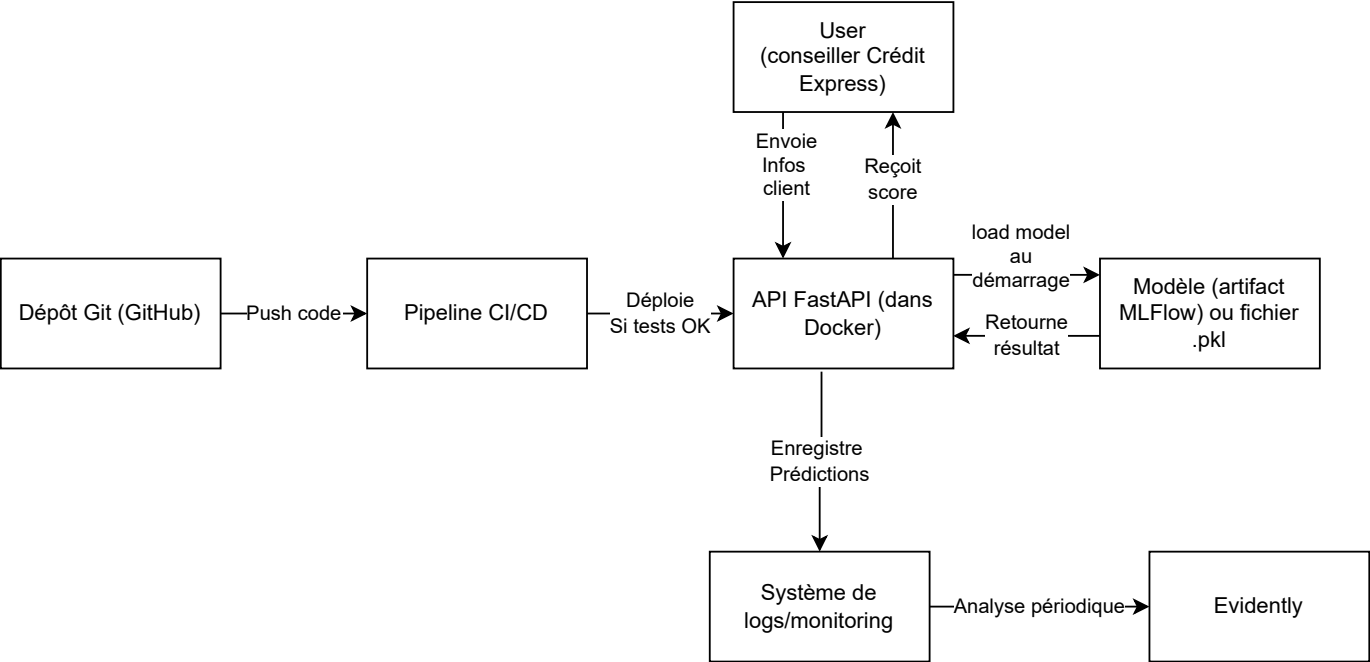 User
(conseiller Crédit
Express)
Envoie
Infos
client
Reçoit
score
load model
au
démarrage
Dépôt Git (GitHub)
Push code
Pipeline CI/CD
Déploie
Si tests OK
API FastAPI (dans
Docker)
Retourne
résultat
Modèle (artifact
MLFlow) ou fichier
.pkl
Enregistre
Prédictions
Système de
logs/monitoring
Analyse périodique
Evidently